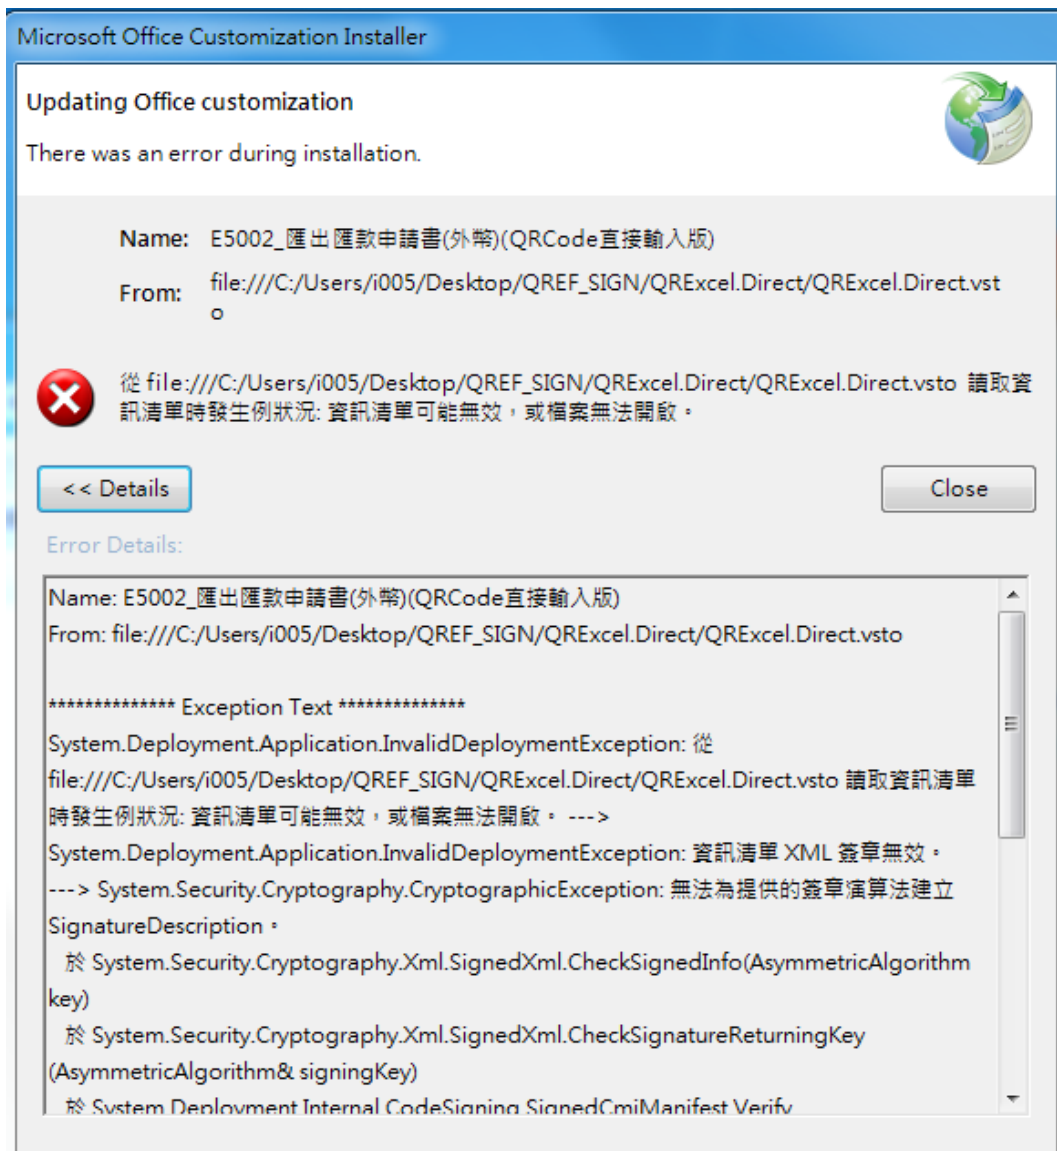 Microsoft Office Customization Installer
Updating Office customization
There was an error during installation.
Name: E5002_匯出匯款申請書(外幣)(QRCode直接輸入版)
From: file:///C:/Users/i005/Desktop/QREF_SIGN/QRExcel.Direct/QRExcel.Direct.vst
o
從 file:///C:/Users/i005/Desktop/QREF_SIGN/QRExcel.Direct/QRExcel.Direct.vsto 讀取資
訊清單時發生例狀況: 資訊清單可能無效，或檔案無法開啟。
<< Details
Close
Error Details:
Name: E5002_匯出匯款申請書(外幣)(QRCode直接輸入版)
From: file:///C:/Users/i005/Desktop/QREF_SIGN/QRExcel.Direct/QRExcel.Direct.vsto
************** Exception Text **************
System.Deployment.Application.InvalidDeploymentException: 從
file:///C:/Users/i005/Desktop/QREF_SIGN/QRExcel.Direct/QRExcel.Direct.vsto 讀取資訊清單
時發生例狀況: 資訊清單可能無效，或檔案無法開啟。 --->
System.Deployment.Application.InvalidDeploymentException: 資訊清單 XML 簽章無效。
---> System.Security.Cryptography.CryptographicException: 無法為提供的簽章演算法建立
SignatureDescription。
於 System.Security.Cryptography.Xml.SignedXml.CheckSignedInfo(AsymmetricAlgorithm
key)
於 System.Security.Cryptography.Xml.SignedXml.CheckSignatureReturningKey
(AsymmetricAlgorithm& signingKey)
於 System.Deployment.Internal.CodeSigning.SignedCmiManifest.Verify